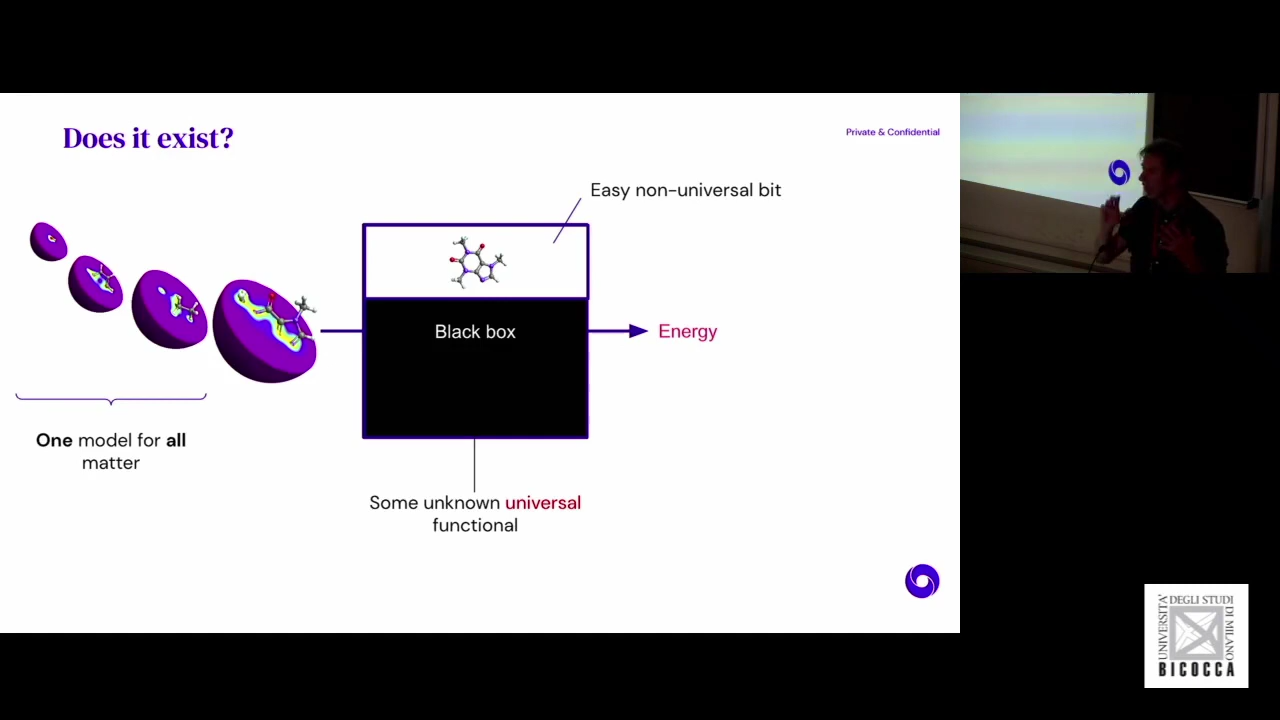 Does it exist?
Private & Confidential
Easy non-universal bit
Black box
Energy
One model for all
matter
Some unknown universal
functional
UNIVERSITA'
DEGLI STUDI
DI MILANO
BICOCCA